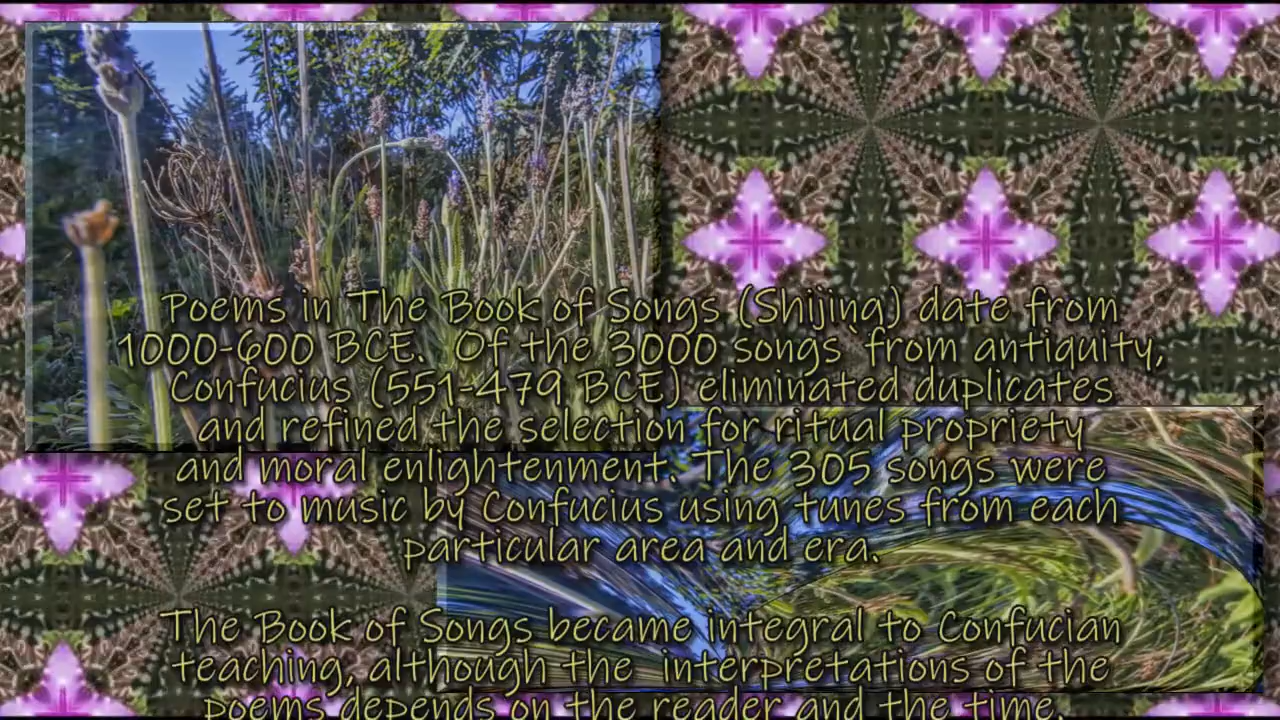 Poems in The Book of Songs (Shijing) date from
1000-600 BCE.  Of the 3000 songs from antiquity,
Confucius (551-479 BCE) eliminated duplicates
and refined the selection for ritual propriety
and moral enlightenment. The 305 songs were
set to music by Confucius using tunes from each
particular area and era.
The Book of Songs became integral to Confucian
teaching, although the  interpretations of the
poems depends on the reader and the time.